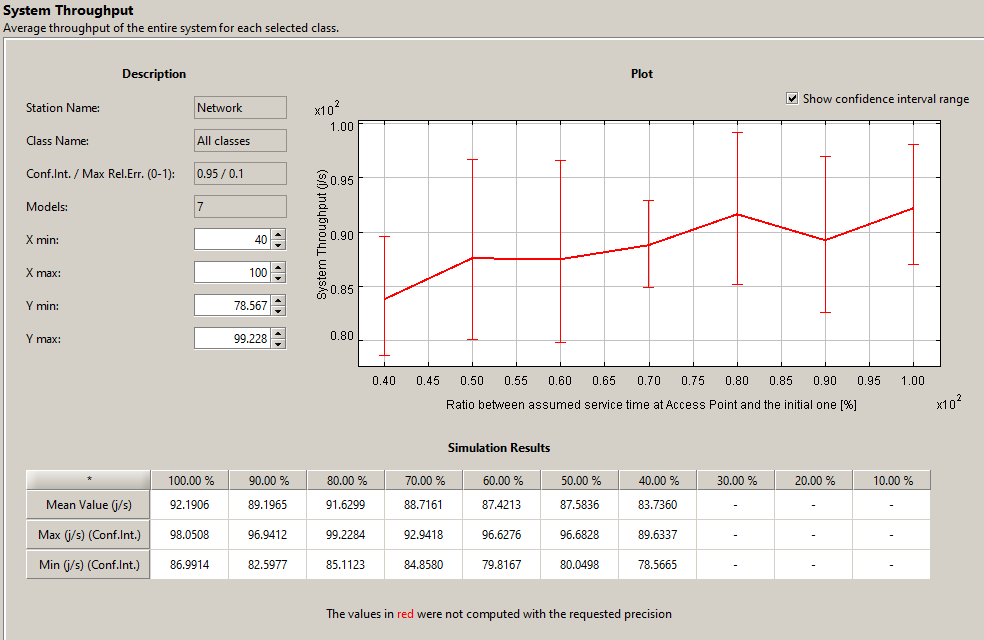 System Throughput
Average throughput of the entire system for each selected class.
Description
Station Name: Network
Class Name: All classes
Conf.Int. / Max Rel.Err. (0-1): 0.95 / 0.1
Models: 7
X min: 40
X max: 100
Y min: 78.567
Y max: 99.228
Plot
Show confidence interval range
x10^2
1.00
0.95
0.90
0.85
0.80
System Throughput (j/s)
0.40 0.45 0.50 0.55 0.60 0.65 0.70 0.75 0.80 0.85 0.90 0.95 1.00
Ratio between assumed service time at Access Point and the initial one [%] x10^2
Simulation Results
* 100.00 % 90.00 % 80.00 % 70.00 % 60.00 % 50.00 % 40.00 % 30.00 % 20.00 % 10.00 %
Mean Value (j/s) 92.1906 89.1965 91.6299 88.7161 87.4213 87.5836 83.7360 - - -
Max (j/s) (Conf.Int.) 98.0508 96.9412 99.2284 92.9418 96.6276 96.6828 89.6337 - - -
Min (j/s) (Conf.Int.) 86.9914 82.5977 85.1123 84.8580 79.8167 80.0498 78.5665 - - -
The values in red were not computed with the requested precision